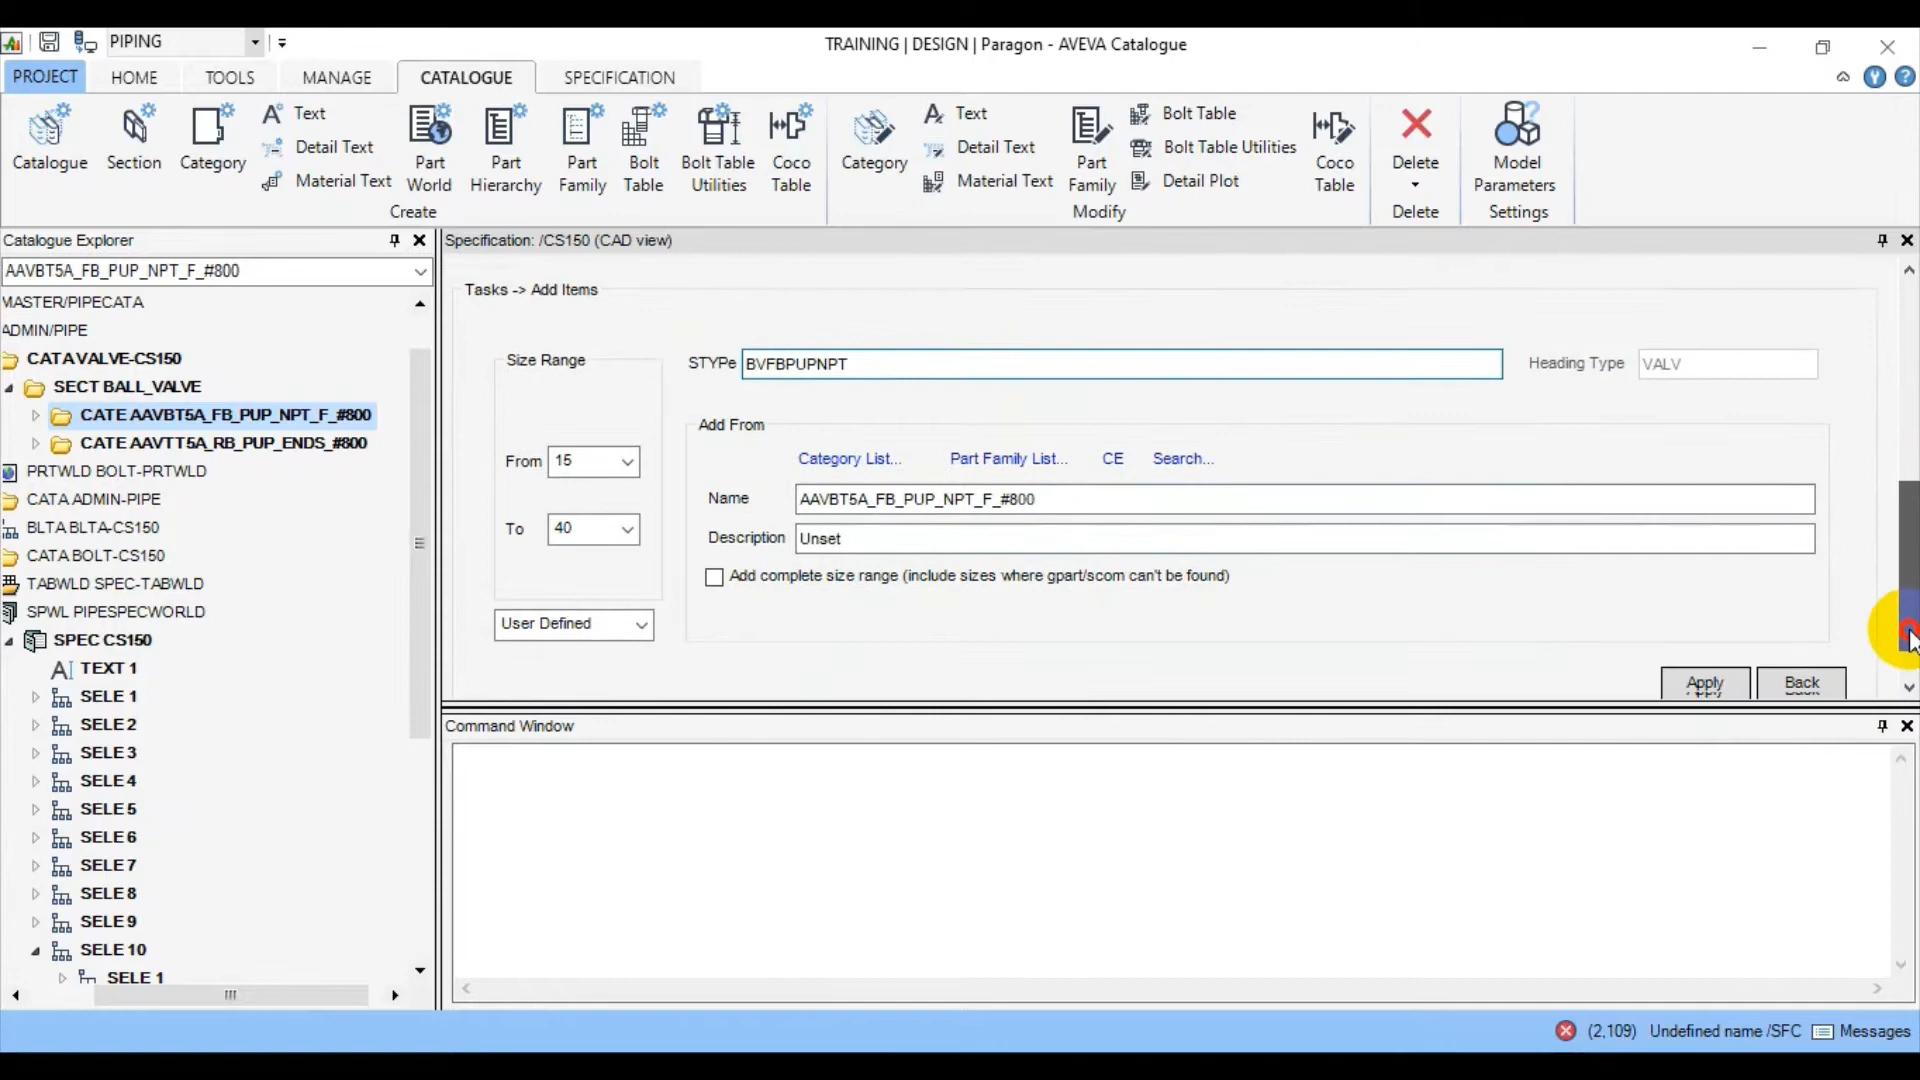 PIPING
TRAINING | DESIGN | Paragon - AVEVA Catalogue
PROJECT HOME TOOLS MANAGE CATALOGUE SPECIFICATION
Catalogue
Section
Category
Text
Detail Text
Material Text
Part World
Part Hierarchy
Part Family
Bolt Table
Bolt Table Utilities
Coco Table
Create
Category
Text
Detail Text
Material Text
Part Family
Bolt Table
Bolt Table Utilities
Detail Plot
Coco Table
Modify
Delete
Delete
Model Parameters
Settings
Catalogue Explorer
AAVBT5A_FB_PUP_NPT_F_#800
MASTER/PIPECATA
ADMIN/PIPE
CATA VALVE-CS150
SECT BALL_VALVE
CATE AAVBT5A_FB_PUP_NPT_F_#800
CATE AAVTT5A_RB_PUP_ENDS_#800
PRTWLD BOLT-PRTWLD
CATA ADMIN-PIPE
BLTA BLTA-CS150
CATA BOLT-CS150
TABWLD SPEC-TABWLD
SPWL PIPESPECWORLD
SPEC CS150
TEXT 1
SELE 1
SELE 2
SELE 3
SELE 4
SELE 5
SELE 6
SELE 7
SELE 8
SELE 9
SELE 10
SELE 1
Specification: /CS150 (CAD view)
Tasks -> Add Items
Size Range
From 15
To 40
User Defined
STYPe BVFBPUPNPT
Heading Type VALV
Add From
Category List... Part Family List... CE Search...
Name AAVBT5A_FB_PUP_NPT_F_#800
Description Unset
Add complete size range (include sizes where gpart/scom can't be found)
Apply Back
Command Window
(2,109) Undefined name /SFC Messages